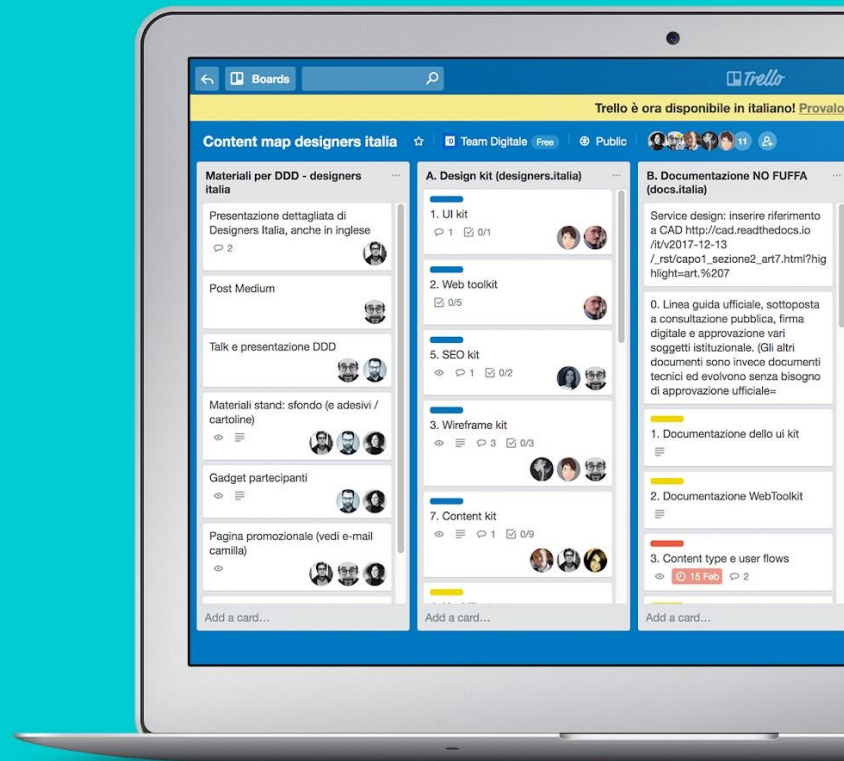 Boards
Trello
Trello è ora disponibile in italiano! Provalo
Content map designers italia
Team Digitale Free
Public
11
Materiali per DDD - designers
italia
Presentazione dettagliata di
Designers Italia, anche in inglese
2
Post Medium
Talk e presentazione DDD
Materiali stand: sfondo (e adesivi /
cartoline)
Gadget partecipanti
Pagina promozionale (vedi e-mail
camilla)
Add a card...
A. Design kit (designers.italia)
1. UI kit
1 0/1
2. Web toolkit
0/5
5. SEO kit
1 0/2
3. Wireframe kit
3 0/3
7. Content kit
1 0/9
Add a card...
B. Documentazione NO FUFFA
(docs.italia)
Service design: inserire riferimento
a CAD http://cad.readthedocs.io
/it/v2017-12-13
/_rst/capo1_sezione2_art7.html?hig
hlight=art.%207
0. Linea guida ufficiale, sottoposta
a consultazione pubblica, firma
digitale e approvazione vari
soggetti istituzionale. (Gli altri
documenti sono invece documenti
tecnici ed evolvono senza bisogno
di approvazione ufficiale=
1. Documentazione dello ui kit
2. Documentazione WebToolkit
3. Content type e user flows
15 Feb 2
Add a card...